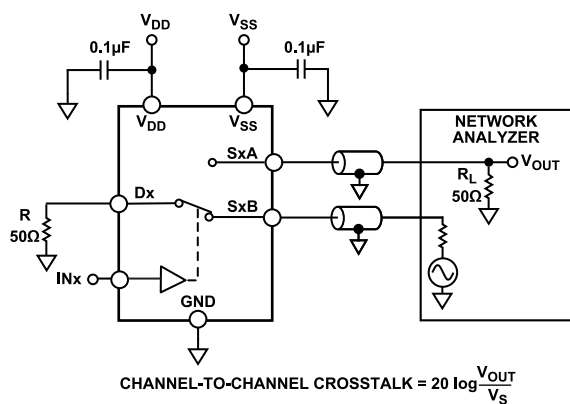 VDD
VSS
0.1µF
0.1µF
VDD
VSS
NETWORK
ANALYZER
SxA
VOUT
RL
50Ω
Dx
SxB
R
50Ω
INx
GND
CHANNEL-TO-CHANNEL CROSSTALK = 20 log VOUT/VS